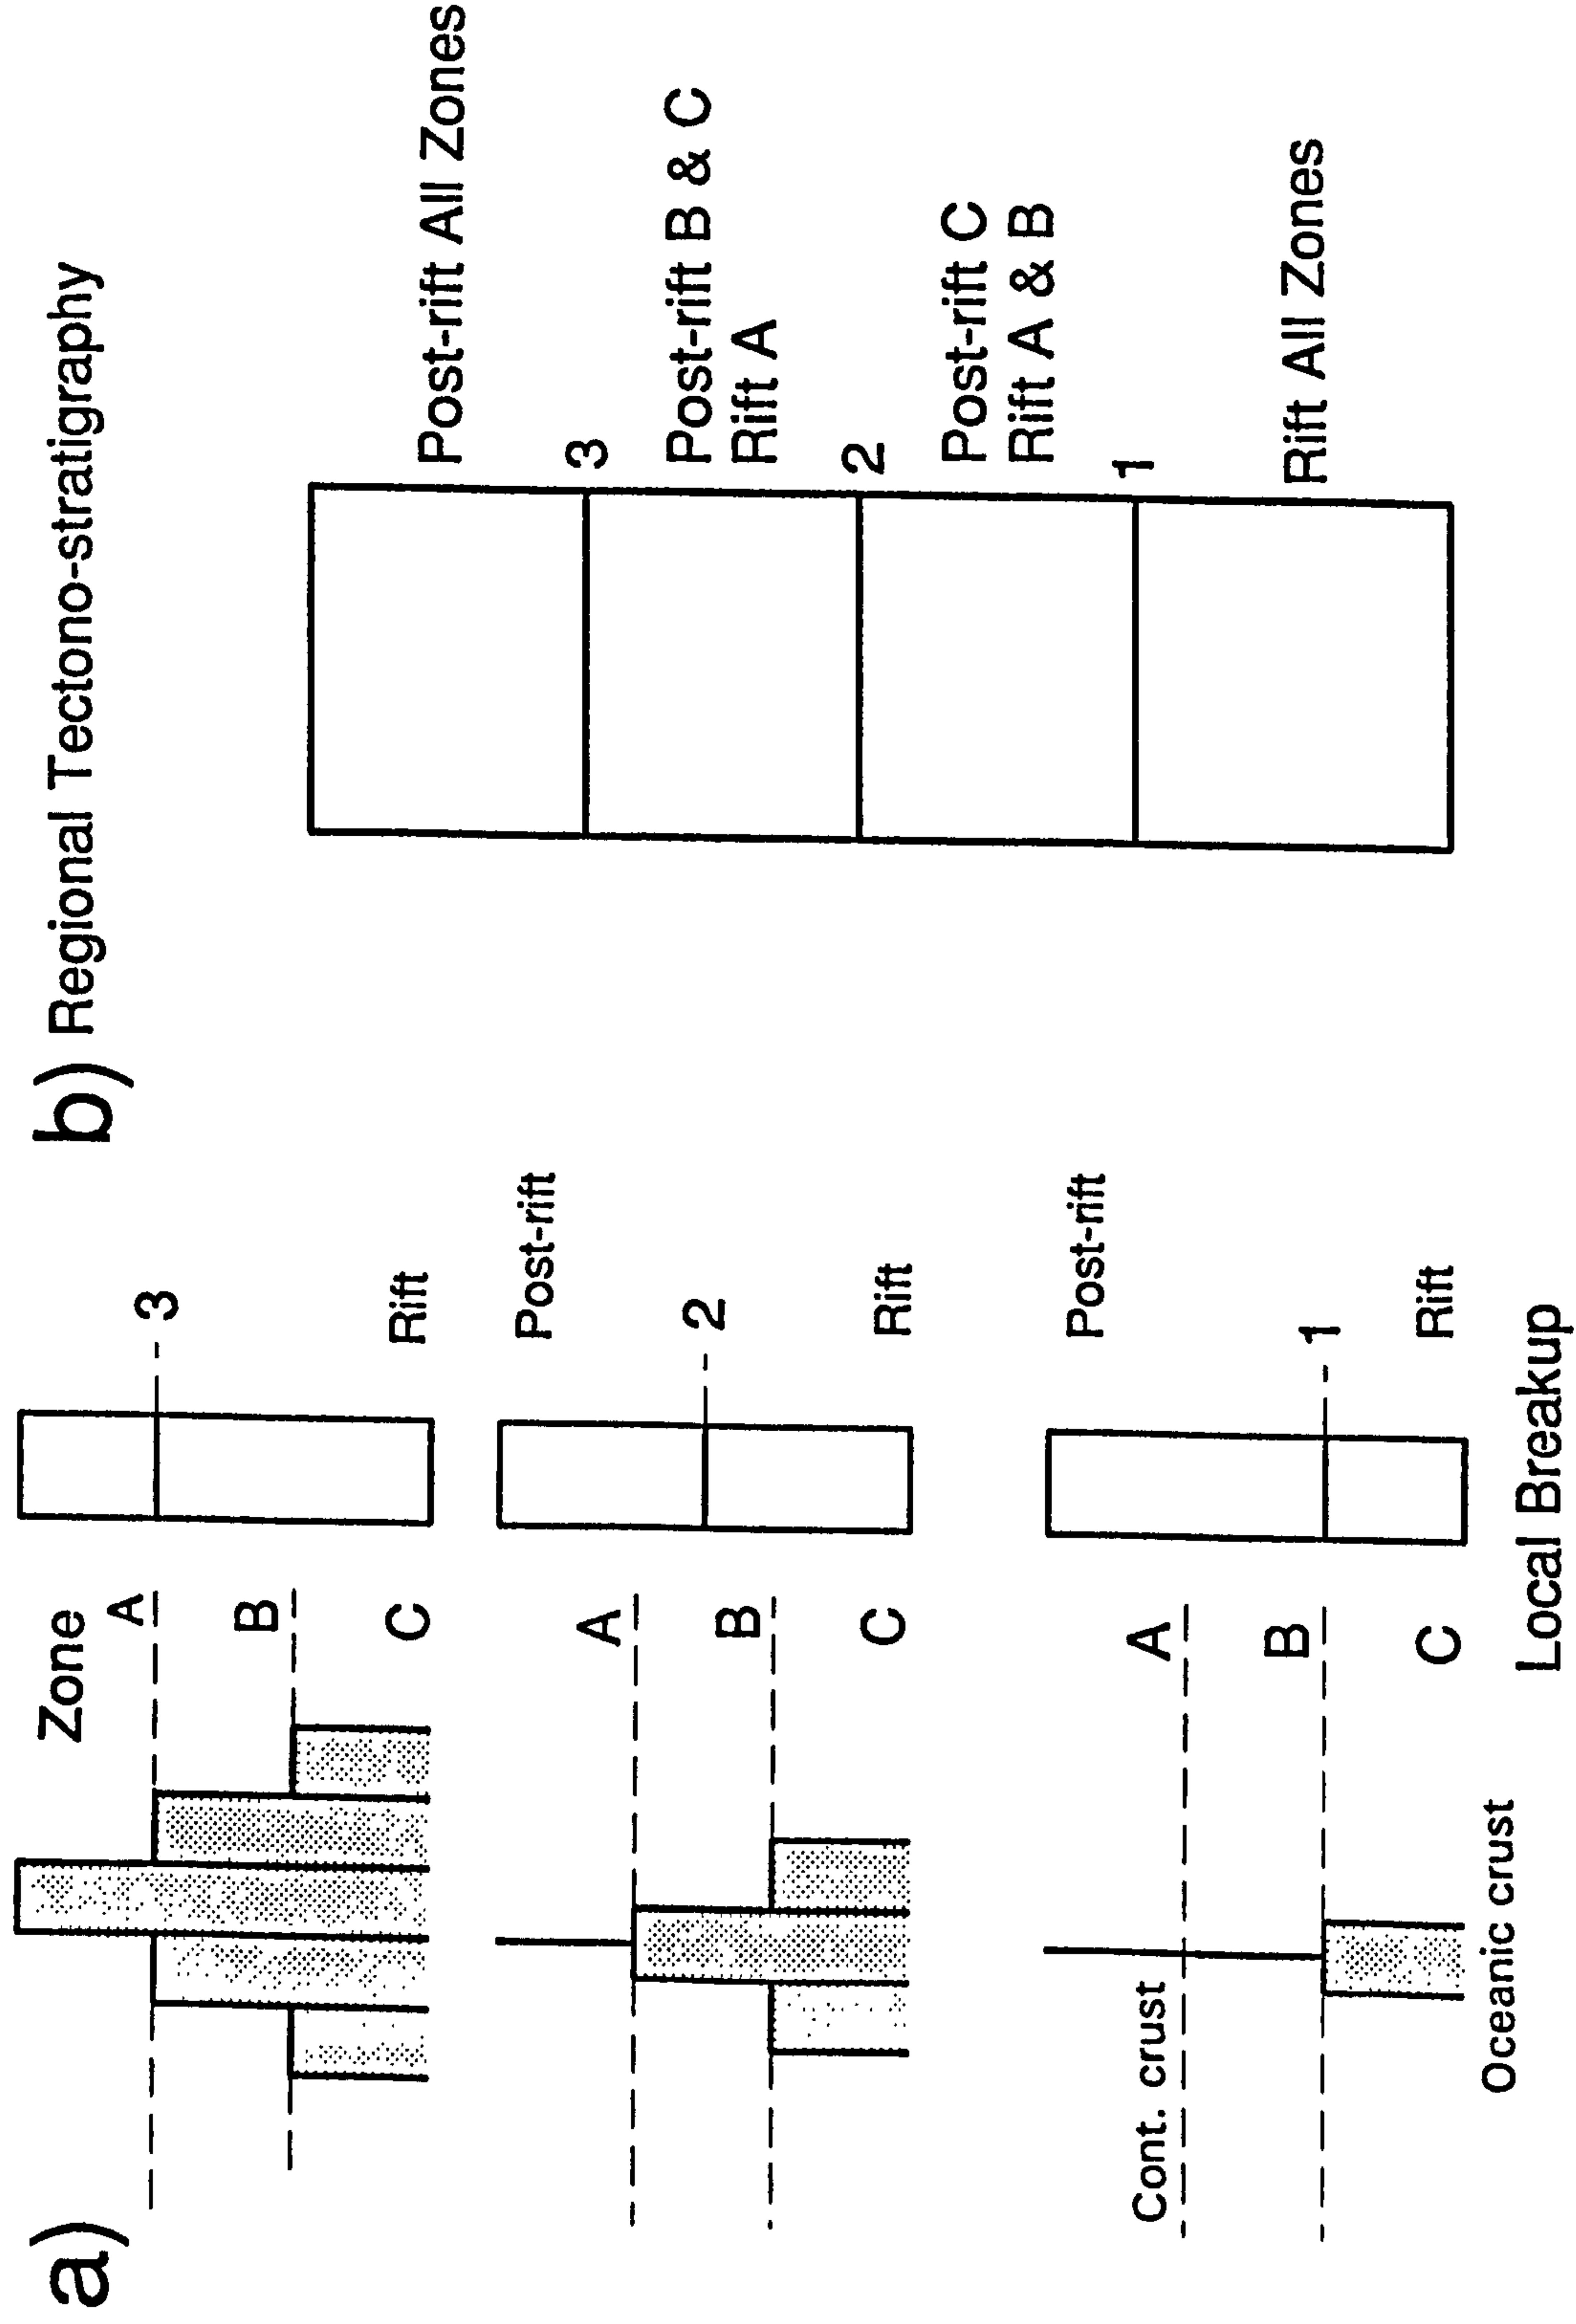 a)
Zone
A
B
C
3
Rift
A
B
C
Post-rift
2
Rift
Cont. crust
A
B
C
Post-rift
1
Rift
Oceanic crust
Local Breakup
b) Regional Tectono-stratigraphy
Post-rift All Zones
3
Post-rift B & C
Rift A
2
Post-rift C
Rift A & B
1
Rift All Zones